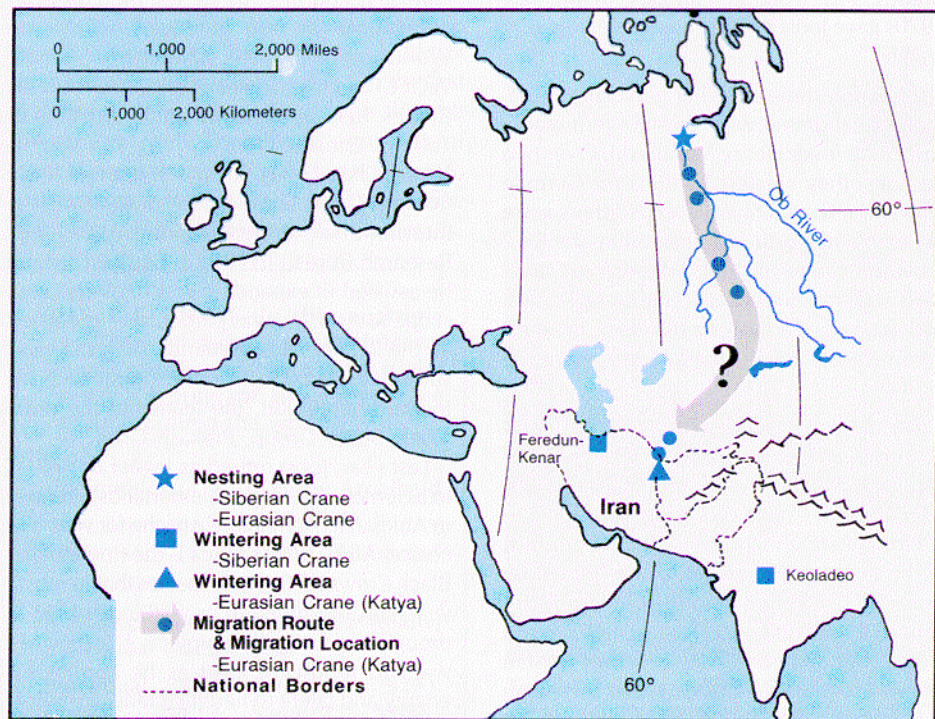 0 1,000 2,000 Miles
0 1,000 2,000 Kilometers
Ob River
60°
?
Feredun-
Kenar
Iran
Keoladeo
60°
Nesting Area
-Siberian Crane
-Eurasian Crane
Wintering Area
-Siberian Crane
Wintering Area
-Eurasian Crane (Katya)
Migration Route
& Migration Location
-Eurasian Crane (Katya)
National Borders